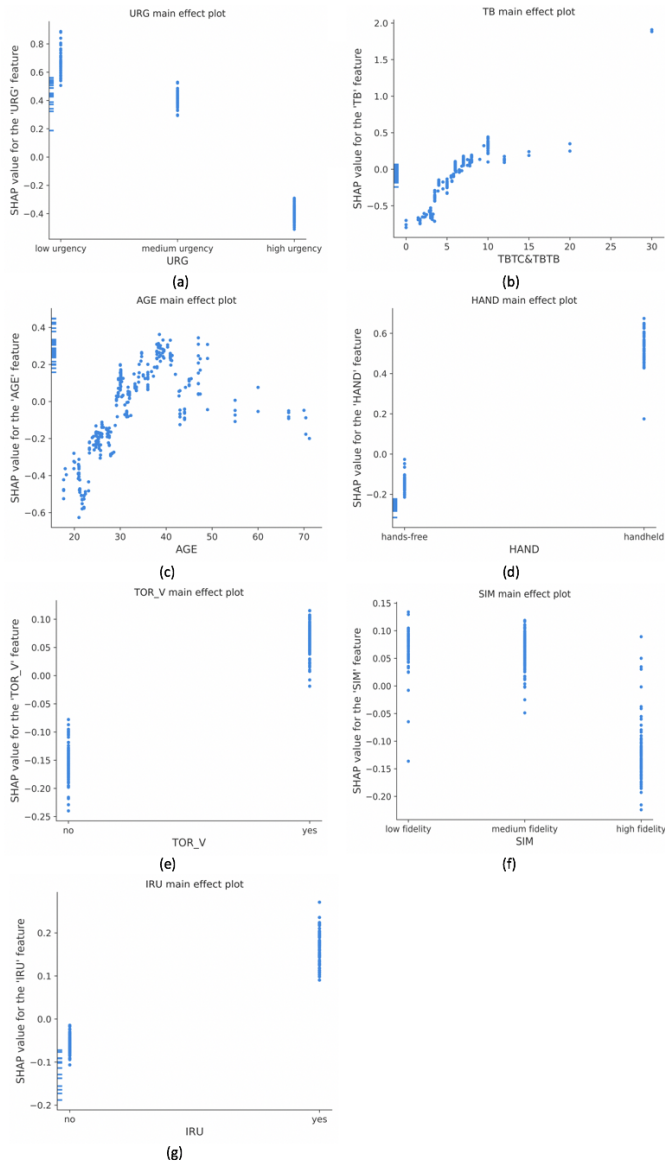 URG main effect plot
SHAP value for the 'URG' feature
0.8
0.6
0.4
0.2
0.0
−0.2
−0.4
low urgency medium urgency high urgency
URG
(a)
TB main effect plot
SHAP value for the 'TB' feature
2.0
1.5
1.0
0.5
0.0
−0.5
0 5 10 15 20 25 30
TBTC&TBTB
(b)
AGE main effect plot
SHAP value for the 'AGE' feature
0.4
0.2
0.0
−0.2
−0.4
−0.6
20 30 40 50 60 70
AGE
(c)
HAND main effect plot
SHAP value for the 'HAND' feature
0.6
0.4
0.2
0.0
−0.2
hands-free handheld
HAND
(d)
TOR_V main effect plot
SHAP value for the 'TOR_V' feature
0.10
0.05
0.00
−0.05
−0.10
−0.15
−0.20
−0.25
no yes
TOR_V
(e)
SIM main effect plot
SHAP value for the 'SIM' feature
0.15
0.10
0.05
0.00
−0.05
−0.10
−0.15
−0.20
low fidelity medium fidelity high fidelity
SIM
(f)
IRU main effect plot
SHAP value for the 'IRU' feature
0.2
0.1
0.0
−0.1
−0.2
no yes
IRU
(g)